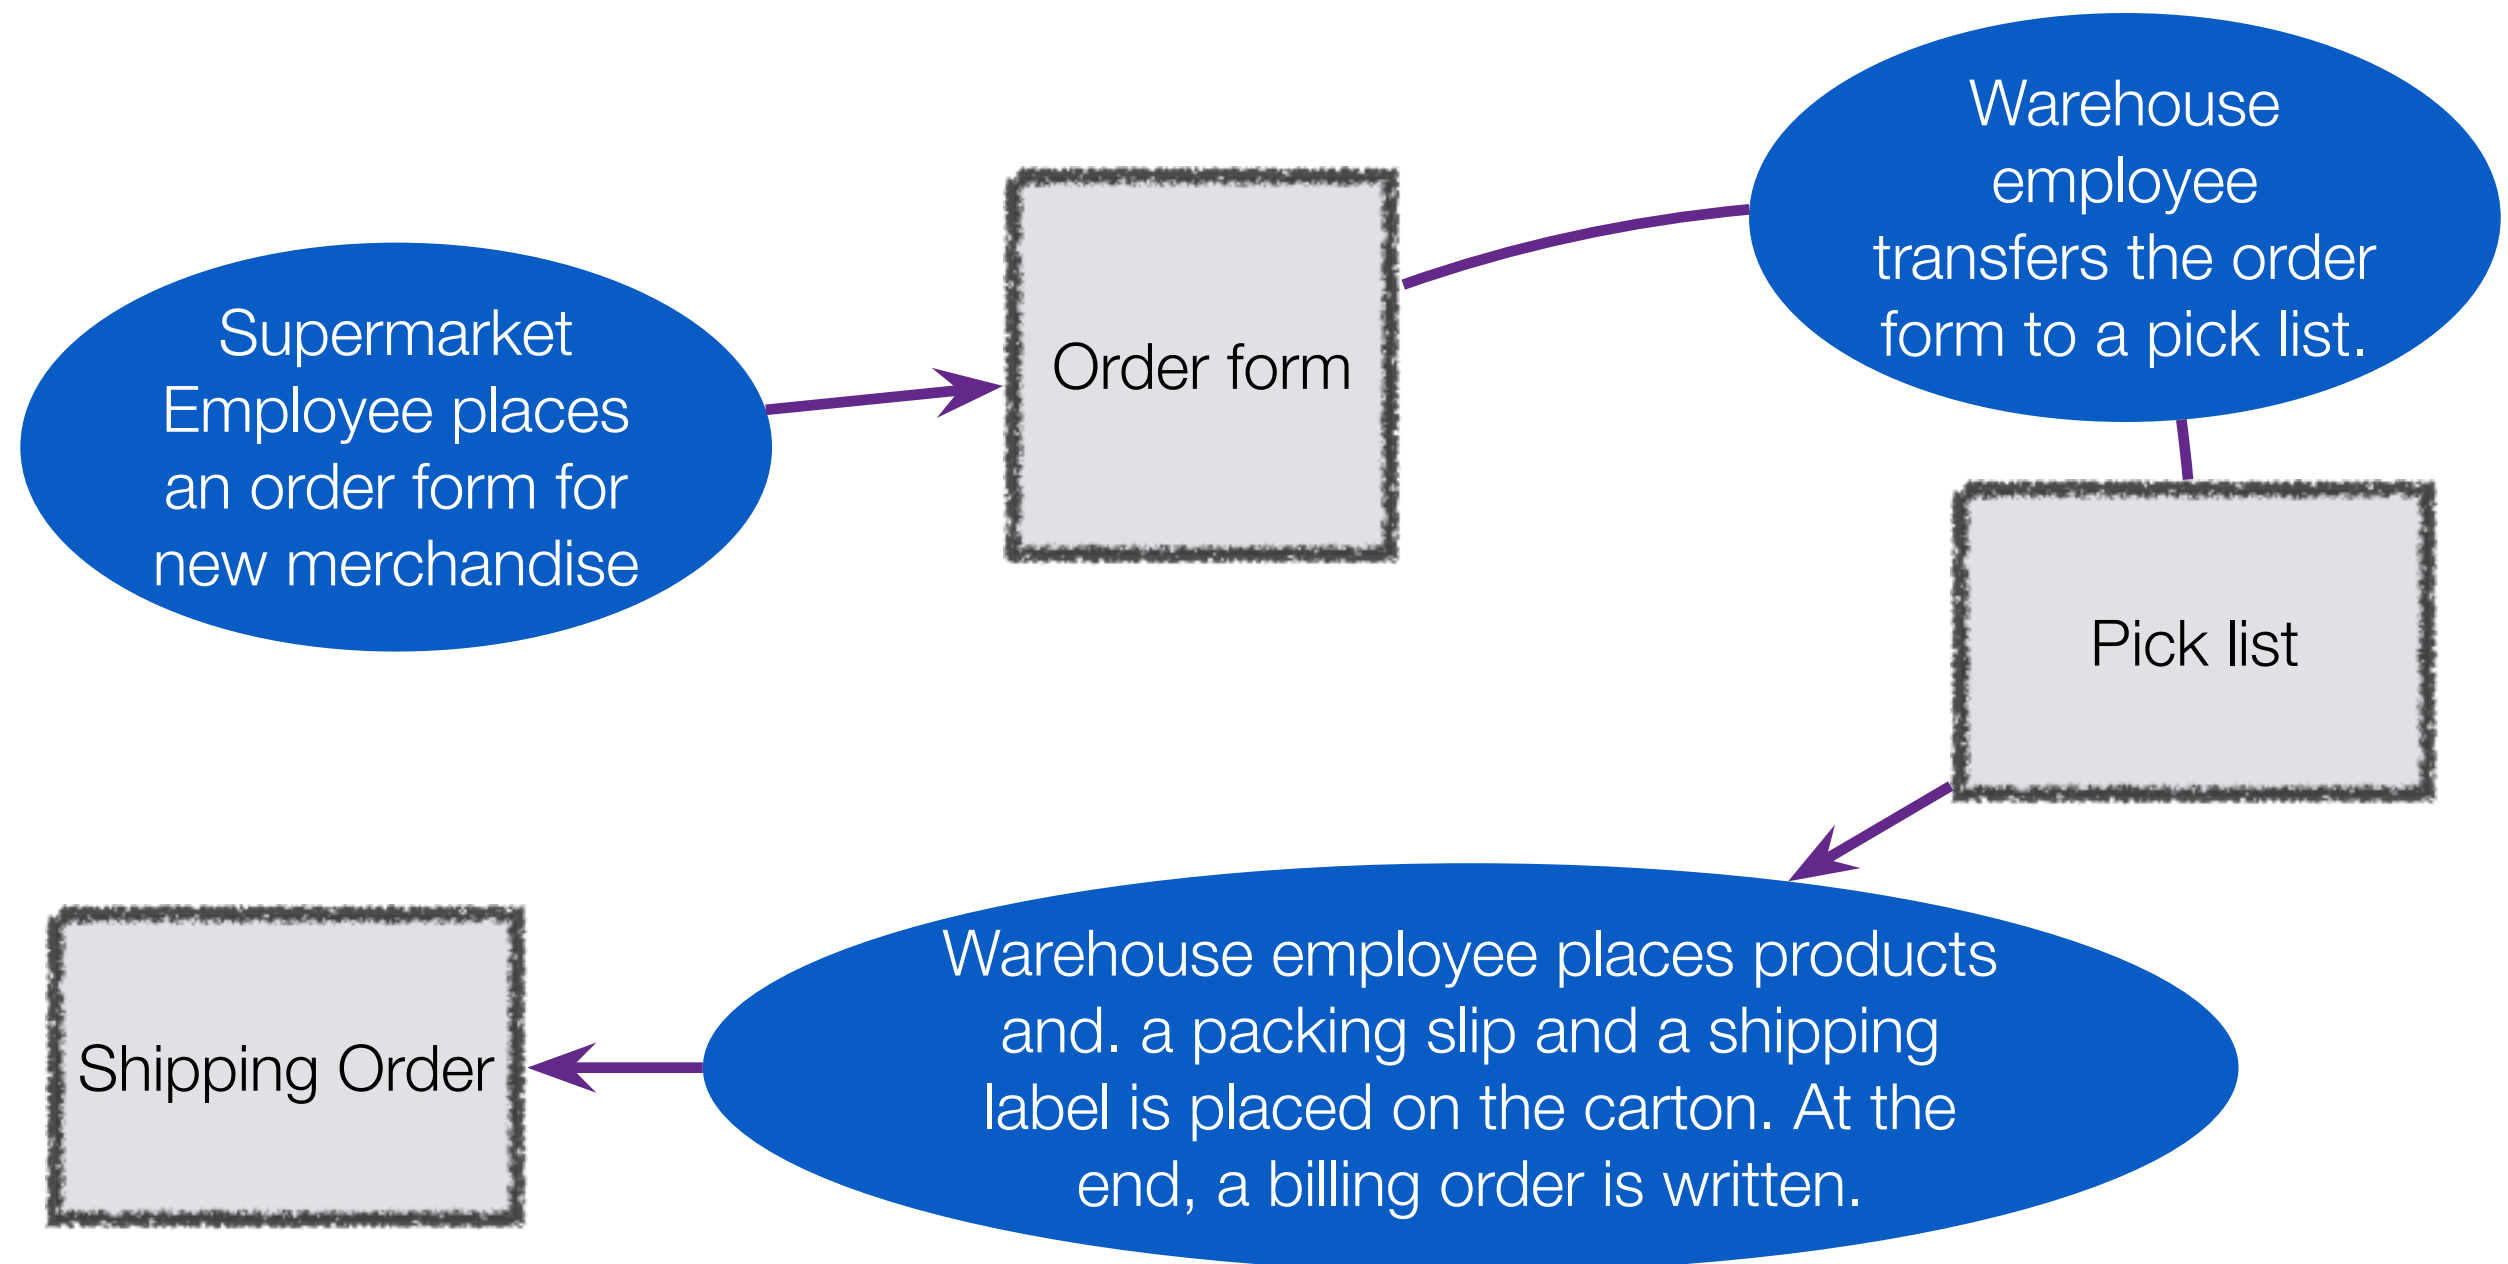 Supermarket
Employee places
an order form for
new merchandise
Order form
Warehouse
employee
transfers the order
form to a pick list.
Pick list
Warehouse employee places products
and. a packing slip and a shipping
label is placed on the carton. At the
end, a billing order is written.
Shipping Order